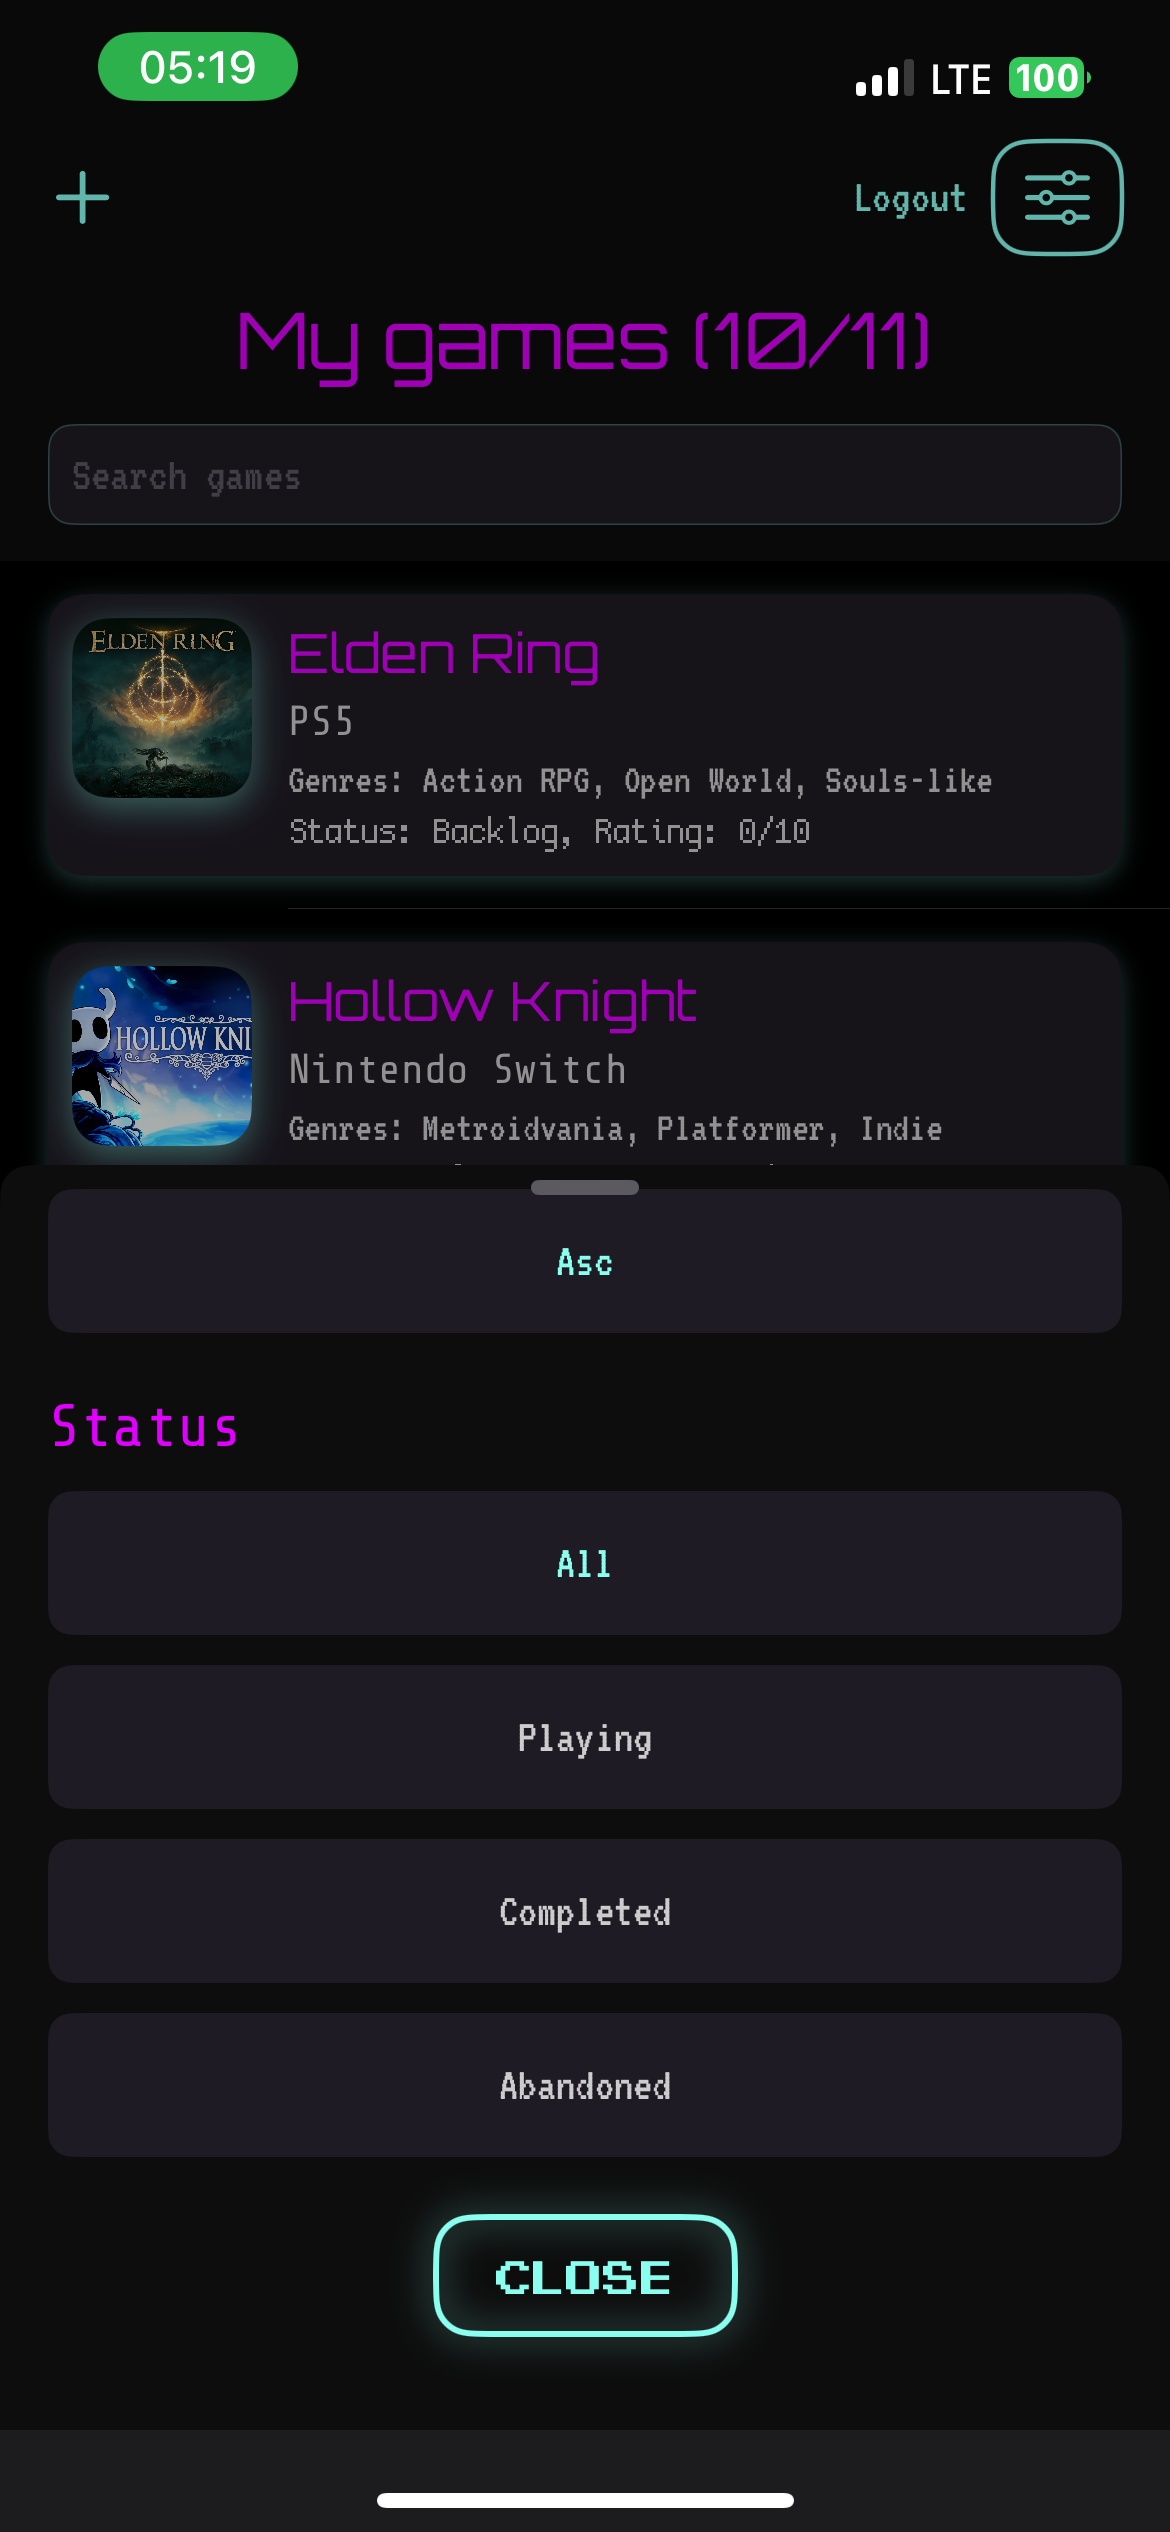 05:19
LTE 100
Logout
My games (10/11)
Search games
ELDEN RING
Elden Ring
PS5
Genres: Action RPG, Open World, Souls-like
Status: Backlog, Rating: 0/10
HOLLOW KNI
Hollow Knight
Nintendo Switch
Genres: Metroidvania, Platformer, Indie
Asc
Status
All
Playing
Completed
Abandoned
CLOSE